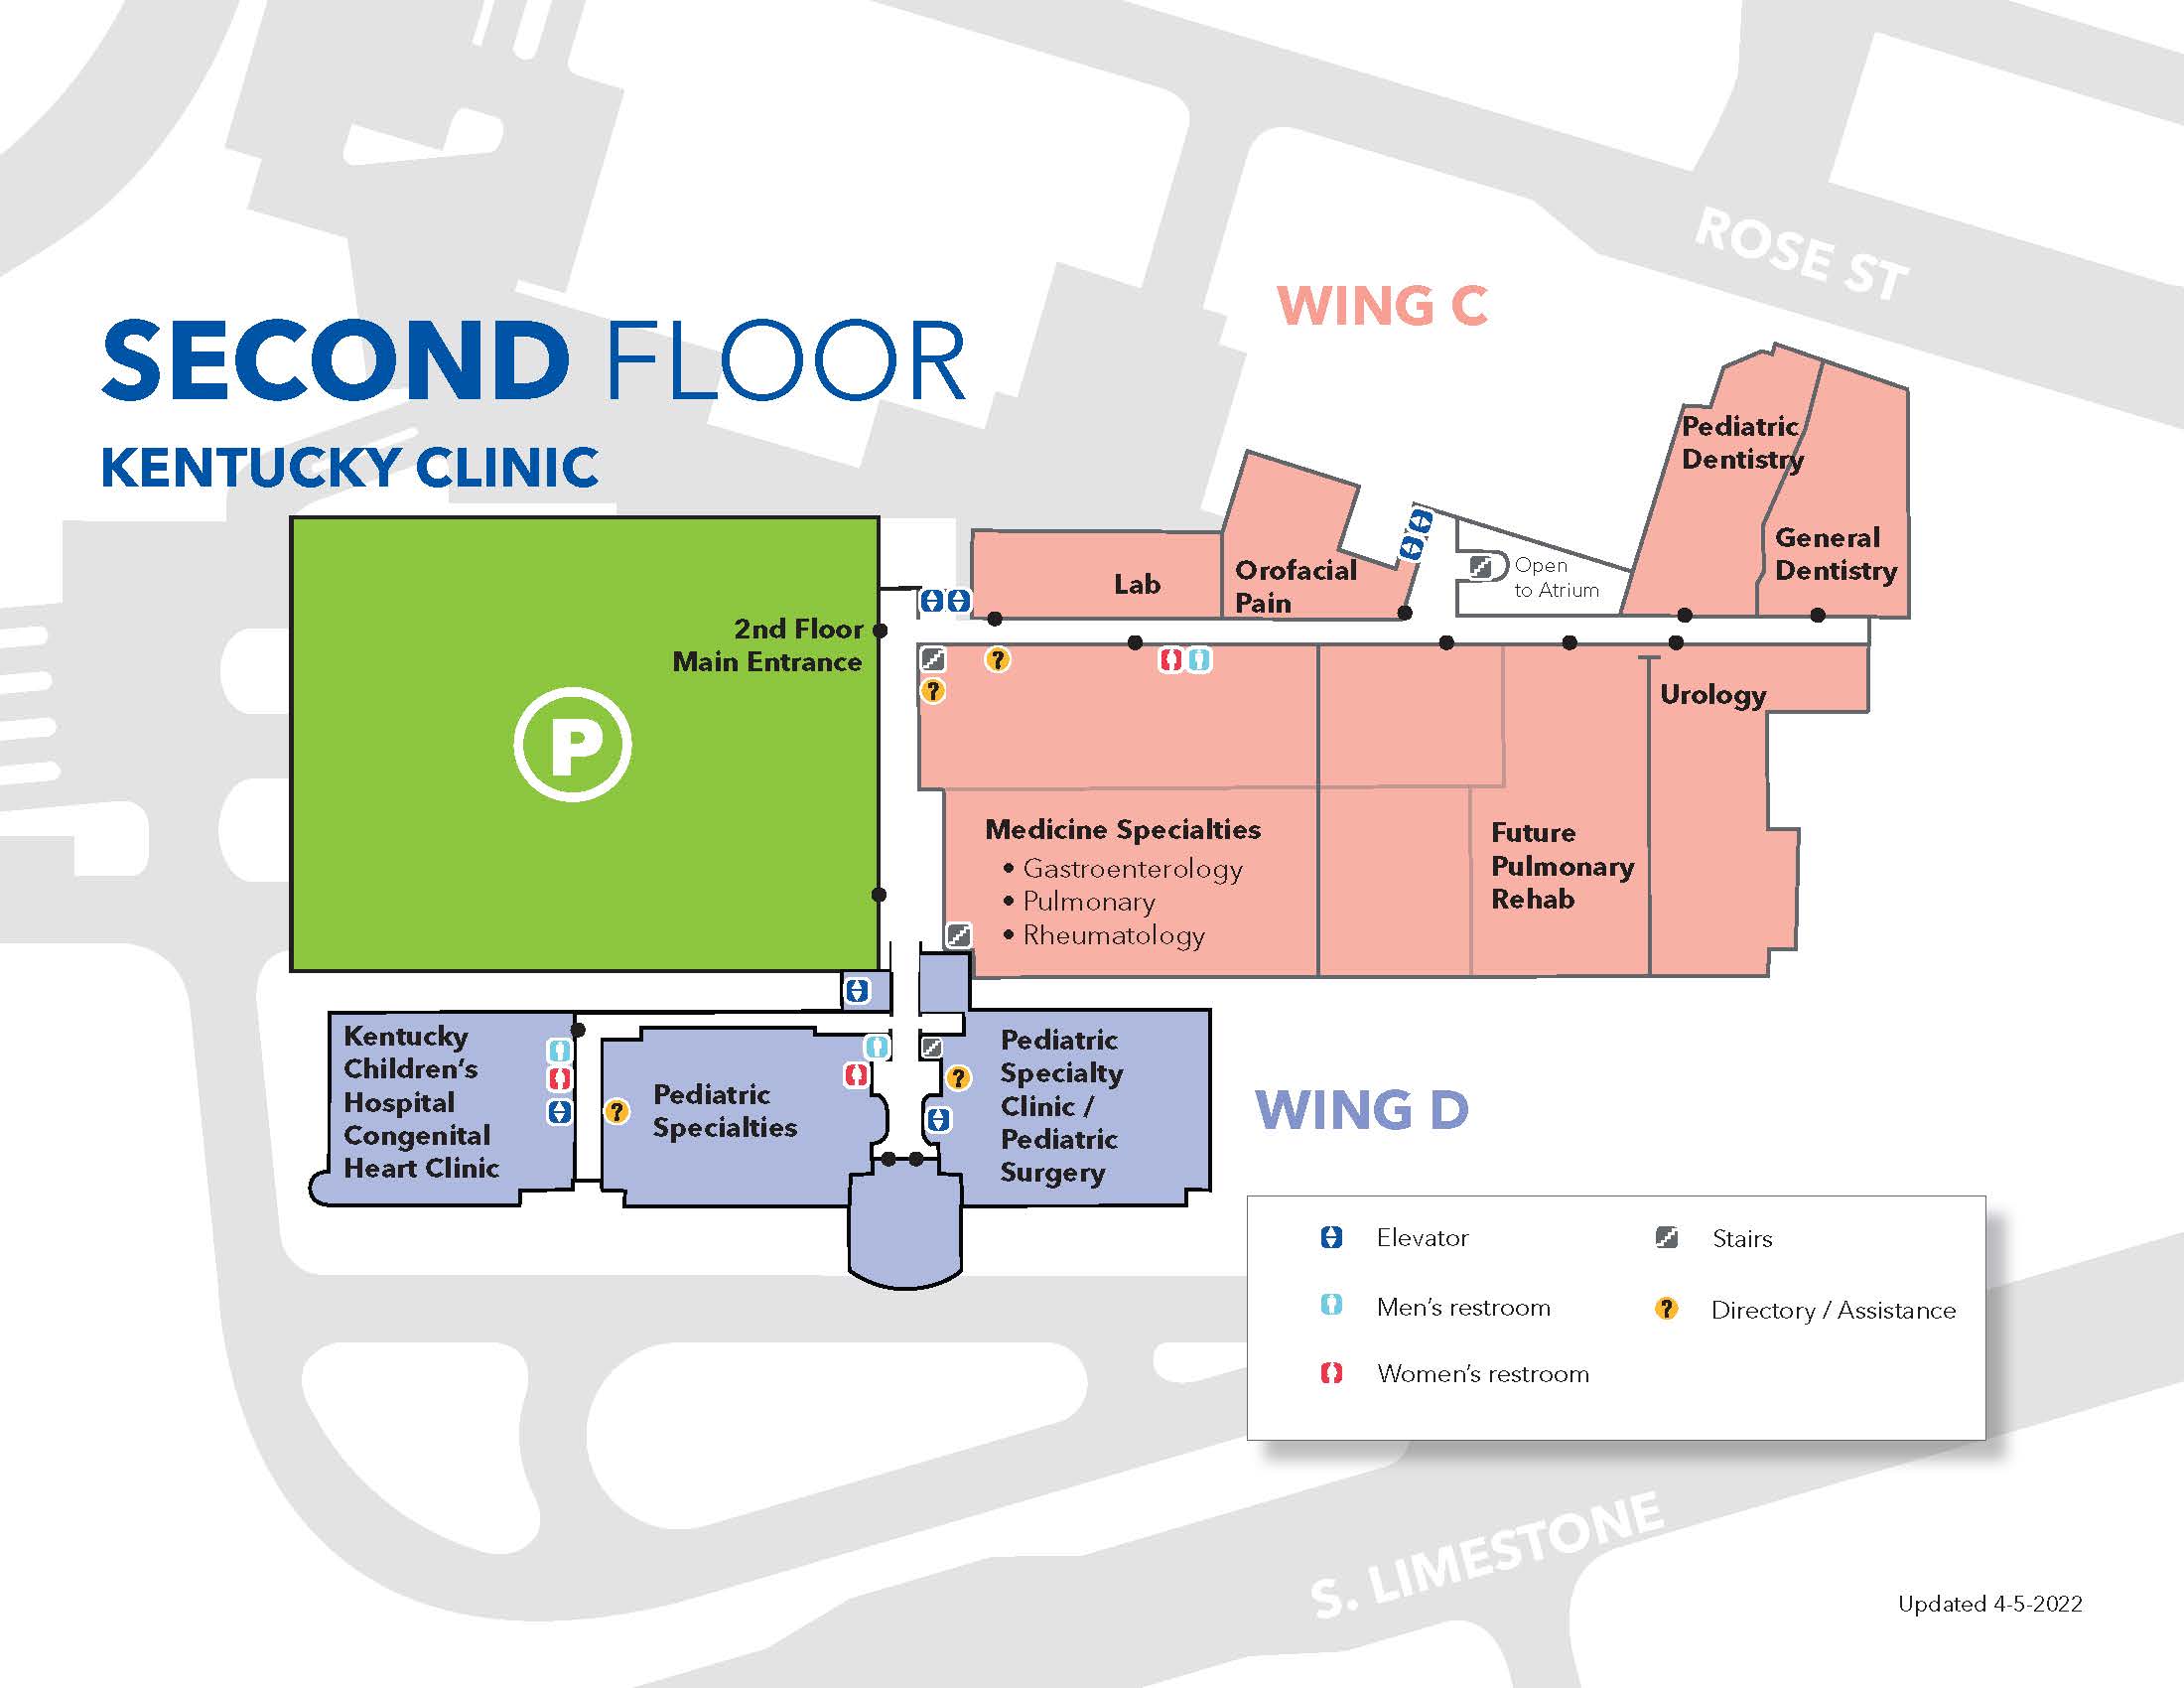 ROSE ST
WING C
SECOND FLOOR
KENTUCKY CLINIC
Pediatric
Dentistry
General
Dentistry
Lab
Orofacial
Pain
Open
to Atrium
2nd Floor
Main Entrance
?
?
P
Urology
Medicine Specialties
• Gastroenterology
• Pulmonary
• Rheumatology
Future
Pulmonary
Rehab
Kentucky
Children's
Hospital
Congenital
Heart Clinic
?
Pediatric
Specialties
?
Pediatric
Specialty
Clinic /
Pediatric
Surgery
WING D
Elevator
Stairs
Men's restroom
? Directory / Assistance
Women's restroom
S. LIMESTONE
Updated 4-5-2022